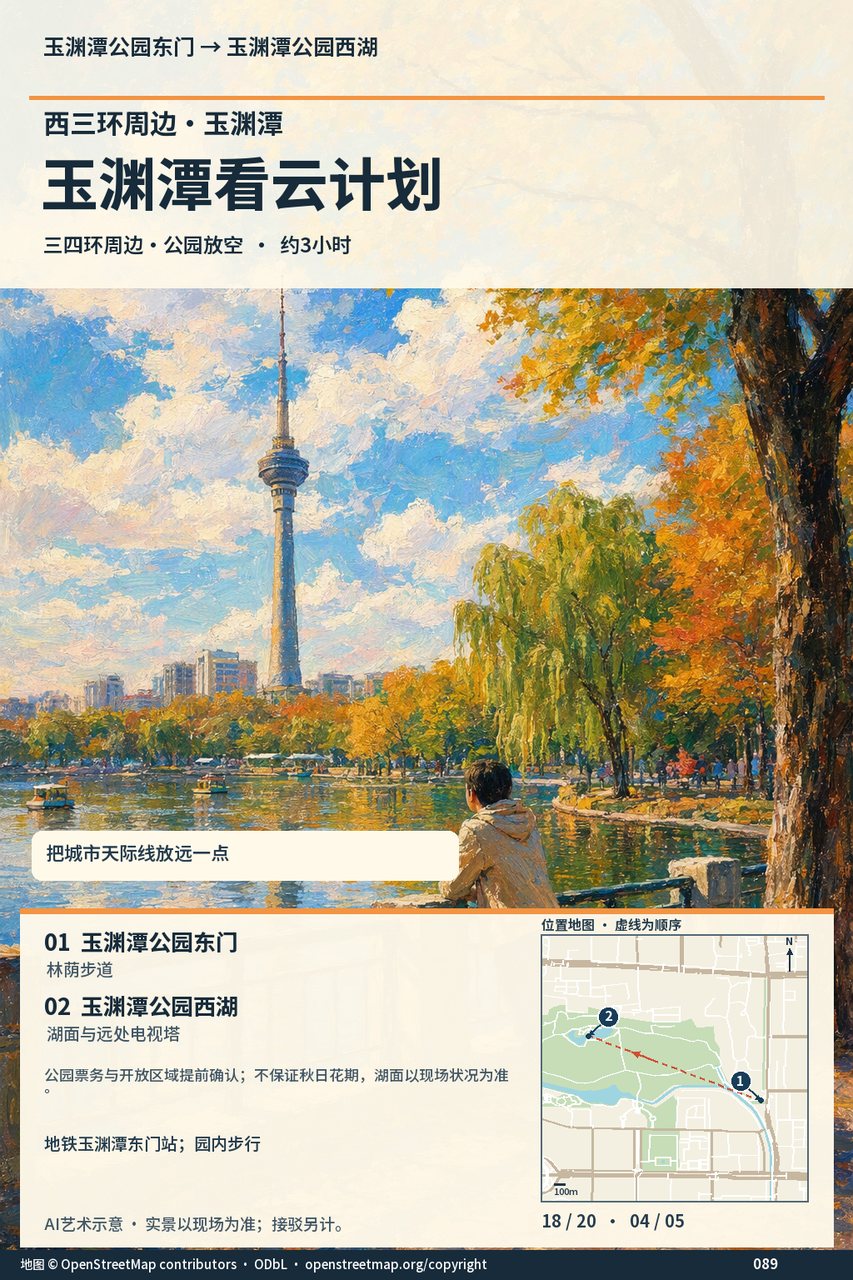 玉渊潭公园东门 → 玉渊潭公园西湖
西三环周边・玉渊潭
玉渊潭看云计划
三四环周边・公园放空 ・ 约3小时
把城市天际线放远一点
01 玉渊潭公园东门
林荫步道
02 玉渊潭公园西湖
湖面与远处电视塔
公园票务与开放区域提前确认；不保证秋日花期，湖面以现场状况为准
。
地铁玉渊潭东门站；园内步行
AI艺术示意・实景以现场为准；接驳另计。
位置地图・虚线为顺序
N
2
1
100m
18 / 20 ・ 04 / 05
地图 © OpenStreetMap contributors・ODbL・openstreetmap.org/copyright
089